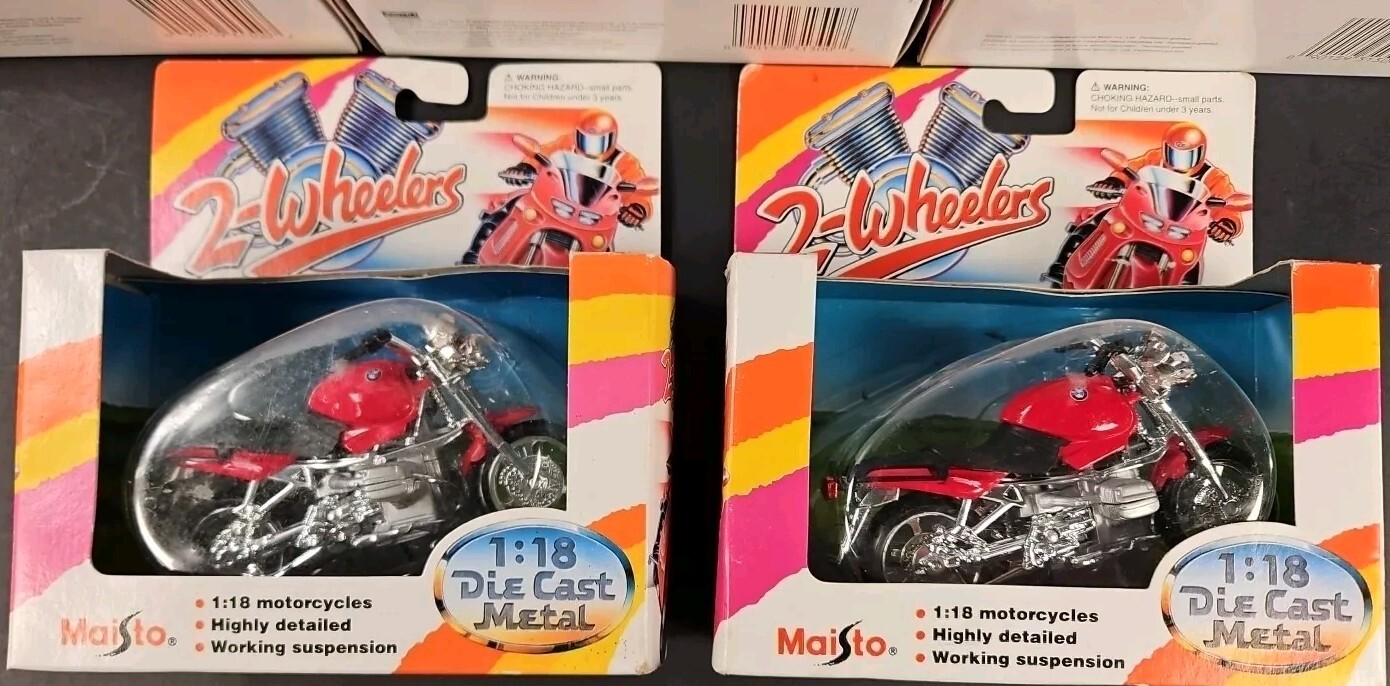 ⚠ WARNING:
CHOKING HAZARD--small parts.
Not for Children under 3 years.
2-Wheelers
1:18
Die Cast
Metal
Maisto®
• 1:18 motorcycles
• Highly detailed
• Working suspension
⚠ WARNING:
CHOKING HAZARD--small parts.
Not for Children under 3 years.
2-Wheelers
1:18
Die Cast
Metal
Maisto®
• 1:18 motorcycles
• Highly detailed
• Working suspension